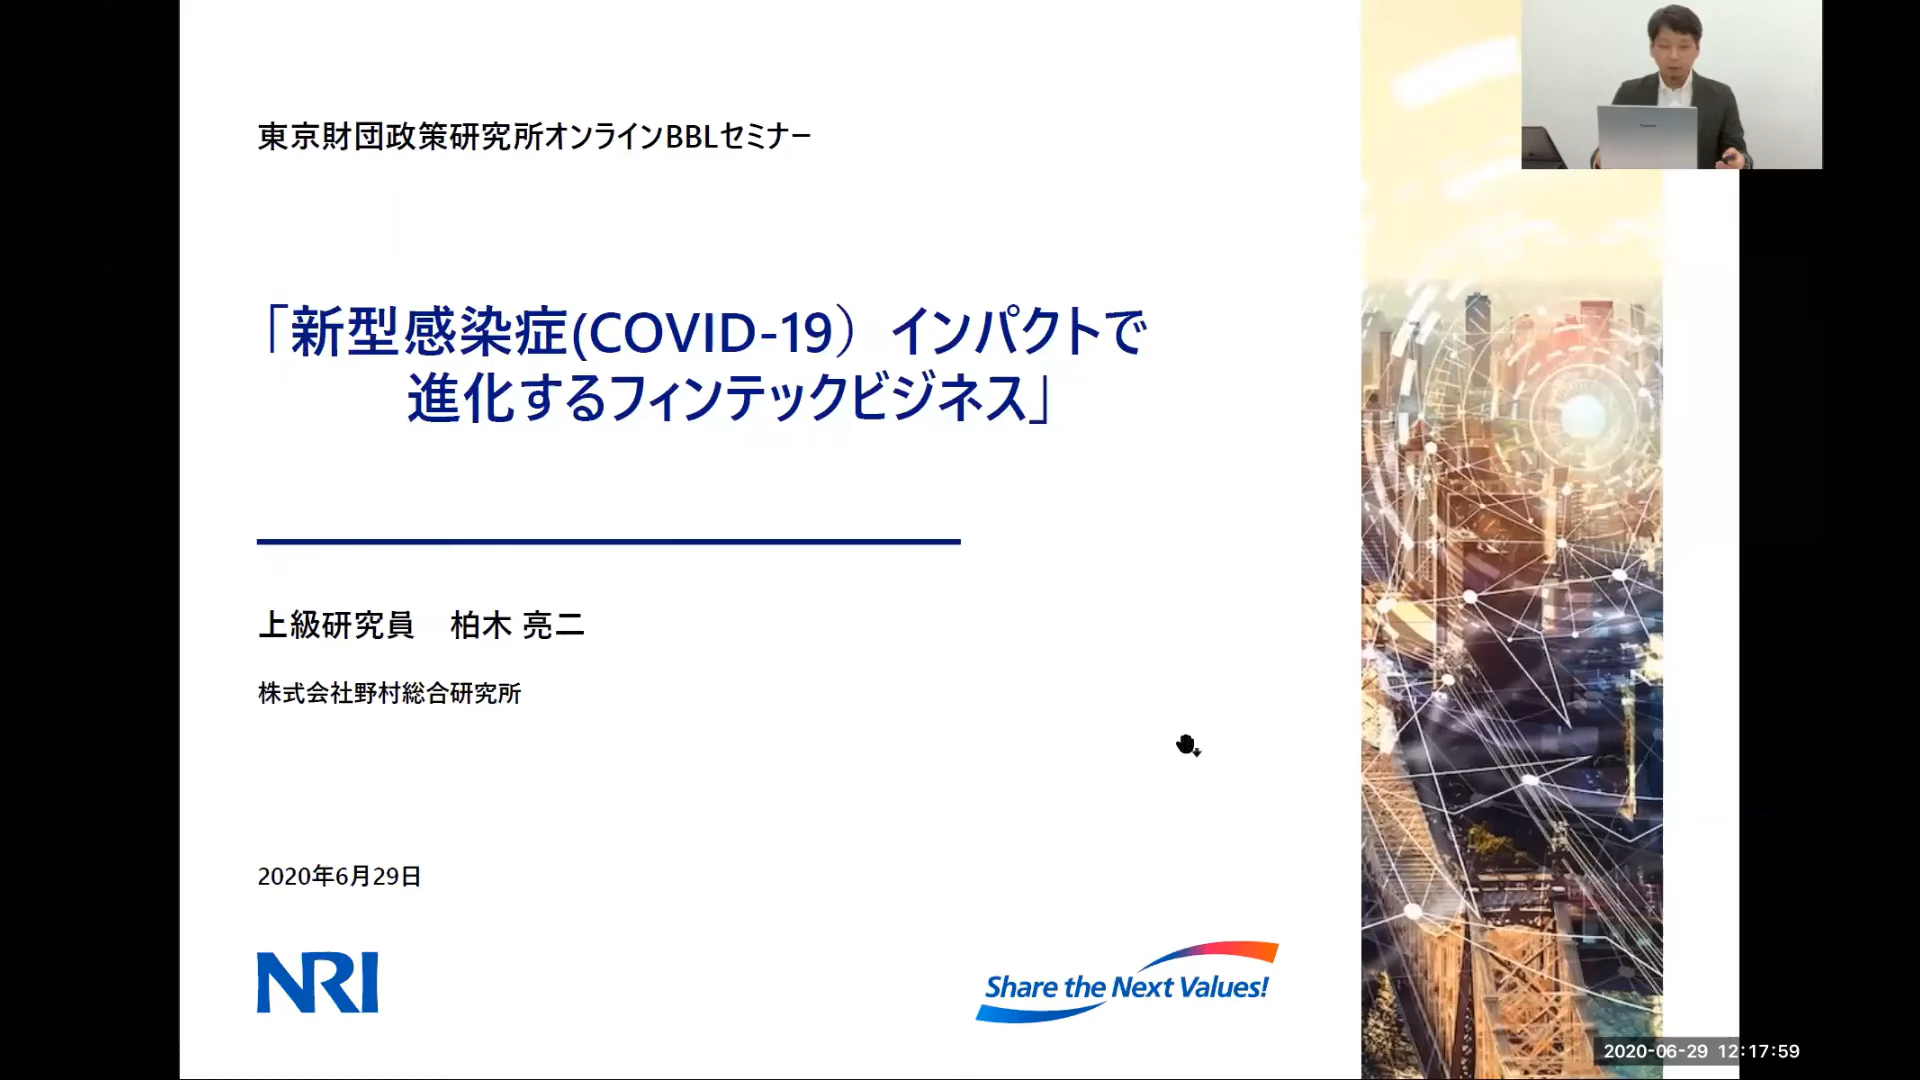 東京財団政策研究所オンラインBBLセミナー
「新型感染症(COVID-19）インパクトで
進化するフィンテックビジネス」
上級研究員　柏木 亮二
株式会社野村総合研究所
2020年6月29日
NRI
Share the Next Values!
2020-06-29 12:17:59